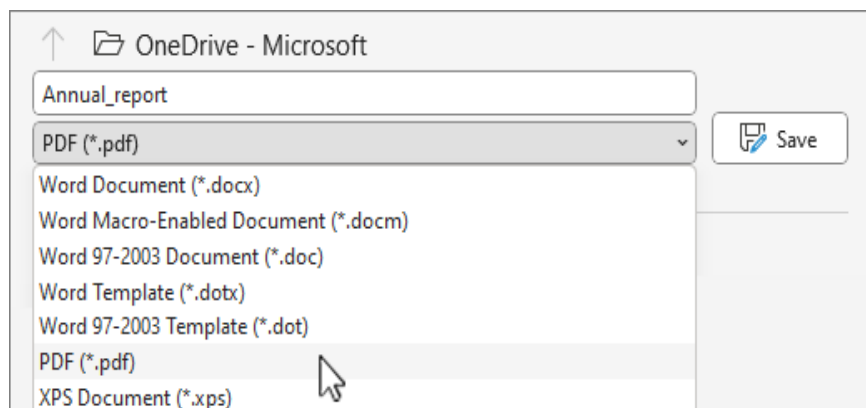 OneDrive - Microsoft
Annual_report
PDF (*.pdf)
Save
Word Document (*.docx)
Word Macro-Enabled Document (*.docm)
Word 97-2003 Document (*.doc)
Word Template (*.dotx)
Word 97-2003 Template (*.dot)
PDF (*.pdf)
XPS Document (*.xps)